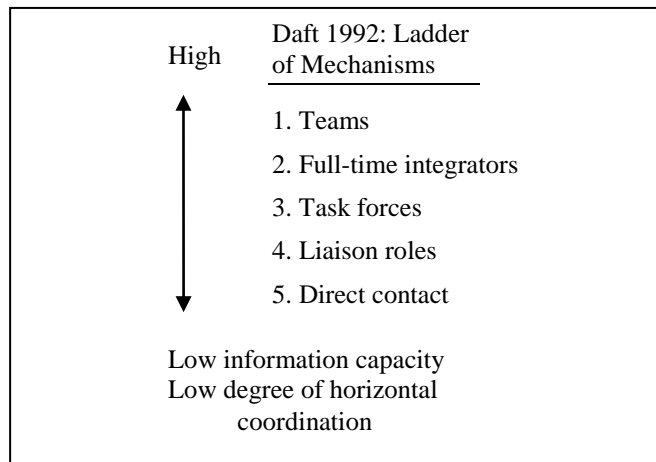 High
Daft 1992: Ladder
of Mechanisms
1. Teams
2. Full-time integrators
3. Task forces
4. Liaison roles
5. Direct contact
Low information capacity
Low degree of horizontal
coordination